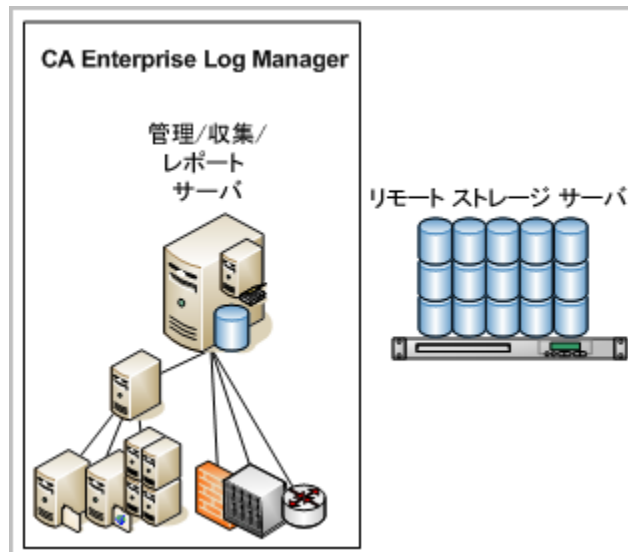 CA Enterprise Log Manager
管理/収集/
レポート
サーバ
リモート ストレージ サーバ